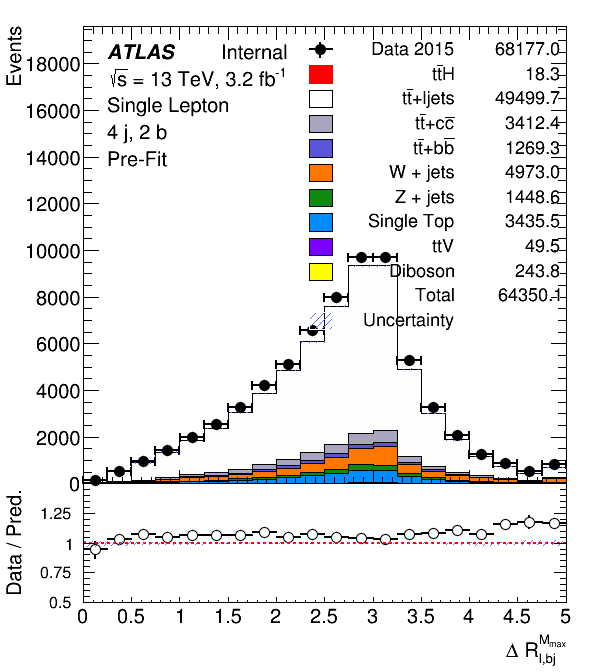 Events
ATLAS Internal
√s = 13 TeV, 3.2 fb⁻¹
Single Lepton
4 j, 2 b
Pre-Fit
Data 2015 68177.0
tt̄H 18.3
tt̄+ljets 49499.7
tt̄+cc̄ 3412.4
tt̄+bb̄ 1269.3
W + jets 4973.0
Z + jets 1448.6
Single Top 3435.5
ttV 49.5
Diboson 243.8
Total 64350.1
Uncertainty
18000
16000
14000
12000
10000
8000
6000
4000
2000
0
Data / Pred.
1.25
1
0.75
0.5
0 0.5 1 1.5 2 2.5 3 3.5 4 4.5 5
Δ R_{l,bj}^{M_{max}}